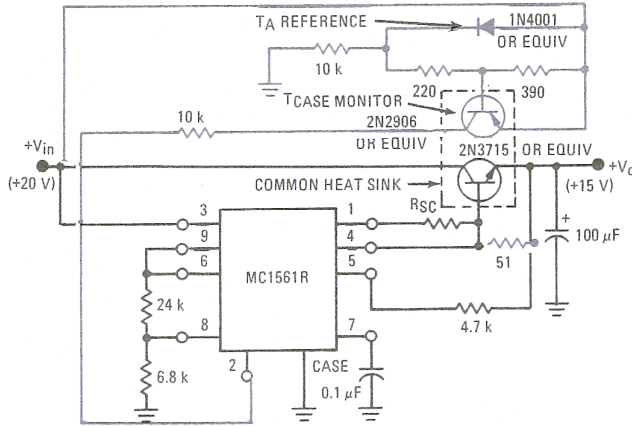 TA REFERENCE
1N4001
OR EQUIV
10 k
220
390
TCASE MONITOR
10 k
2N2906
OR EQUIV
+Vin
(+20 V)
2N3715
OR EQUIV
+Vo
(+15 V)
COMMON HEAT SINK
RSC
3
1
9
4
+
100 µF
6
MC1561R
5
51
24 k
4.7 k
8
7
2
CASE
6.8 k
0.1 µF